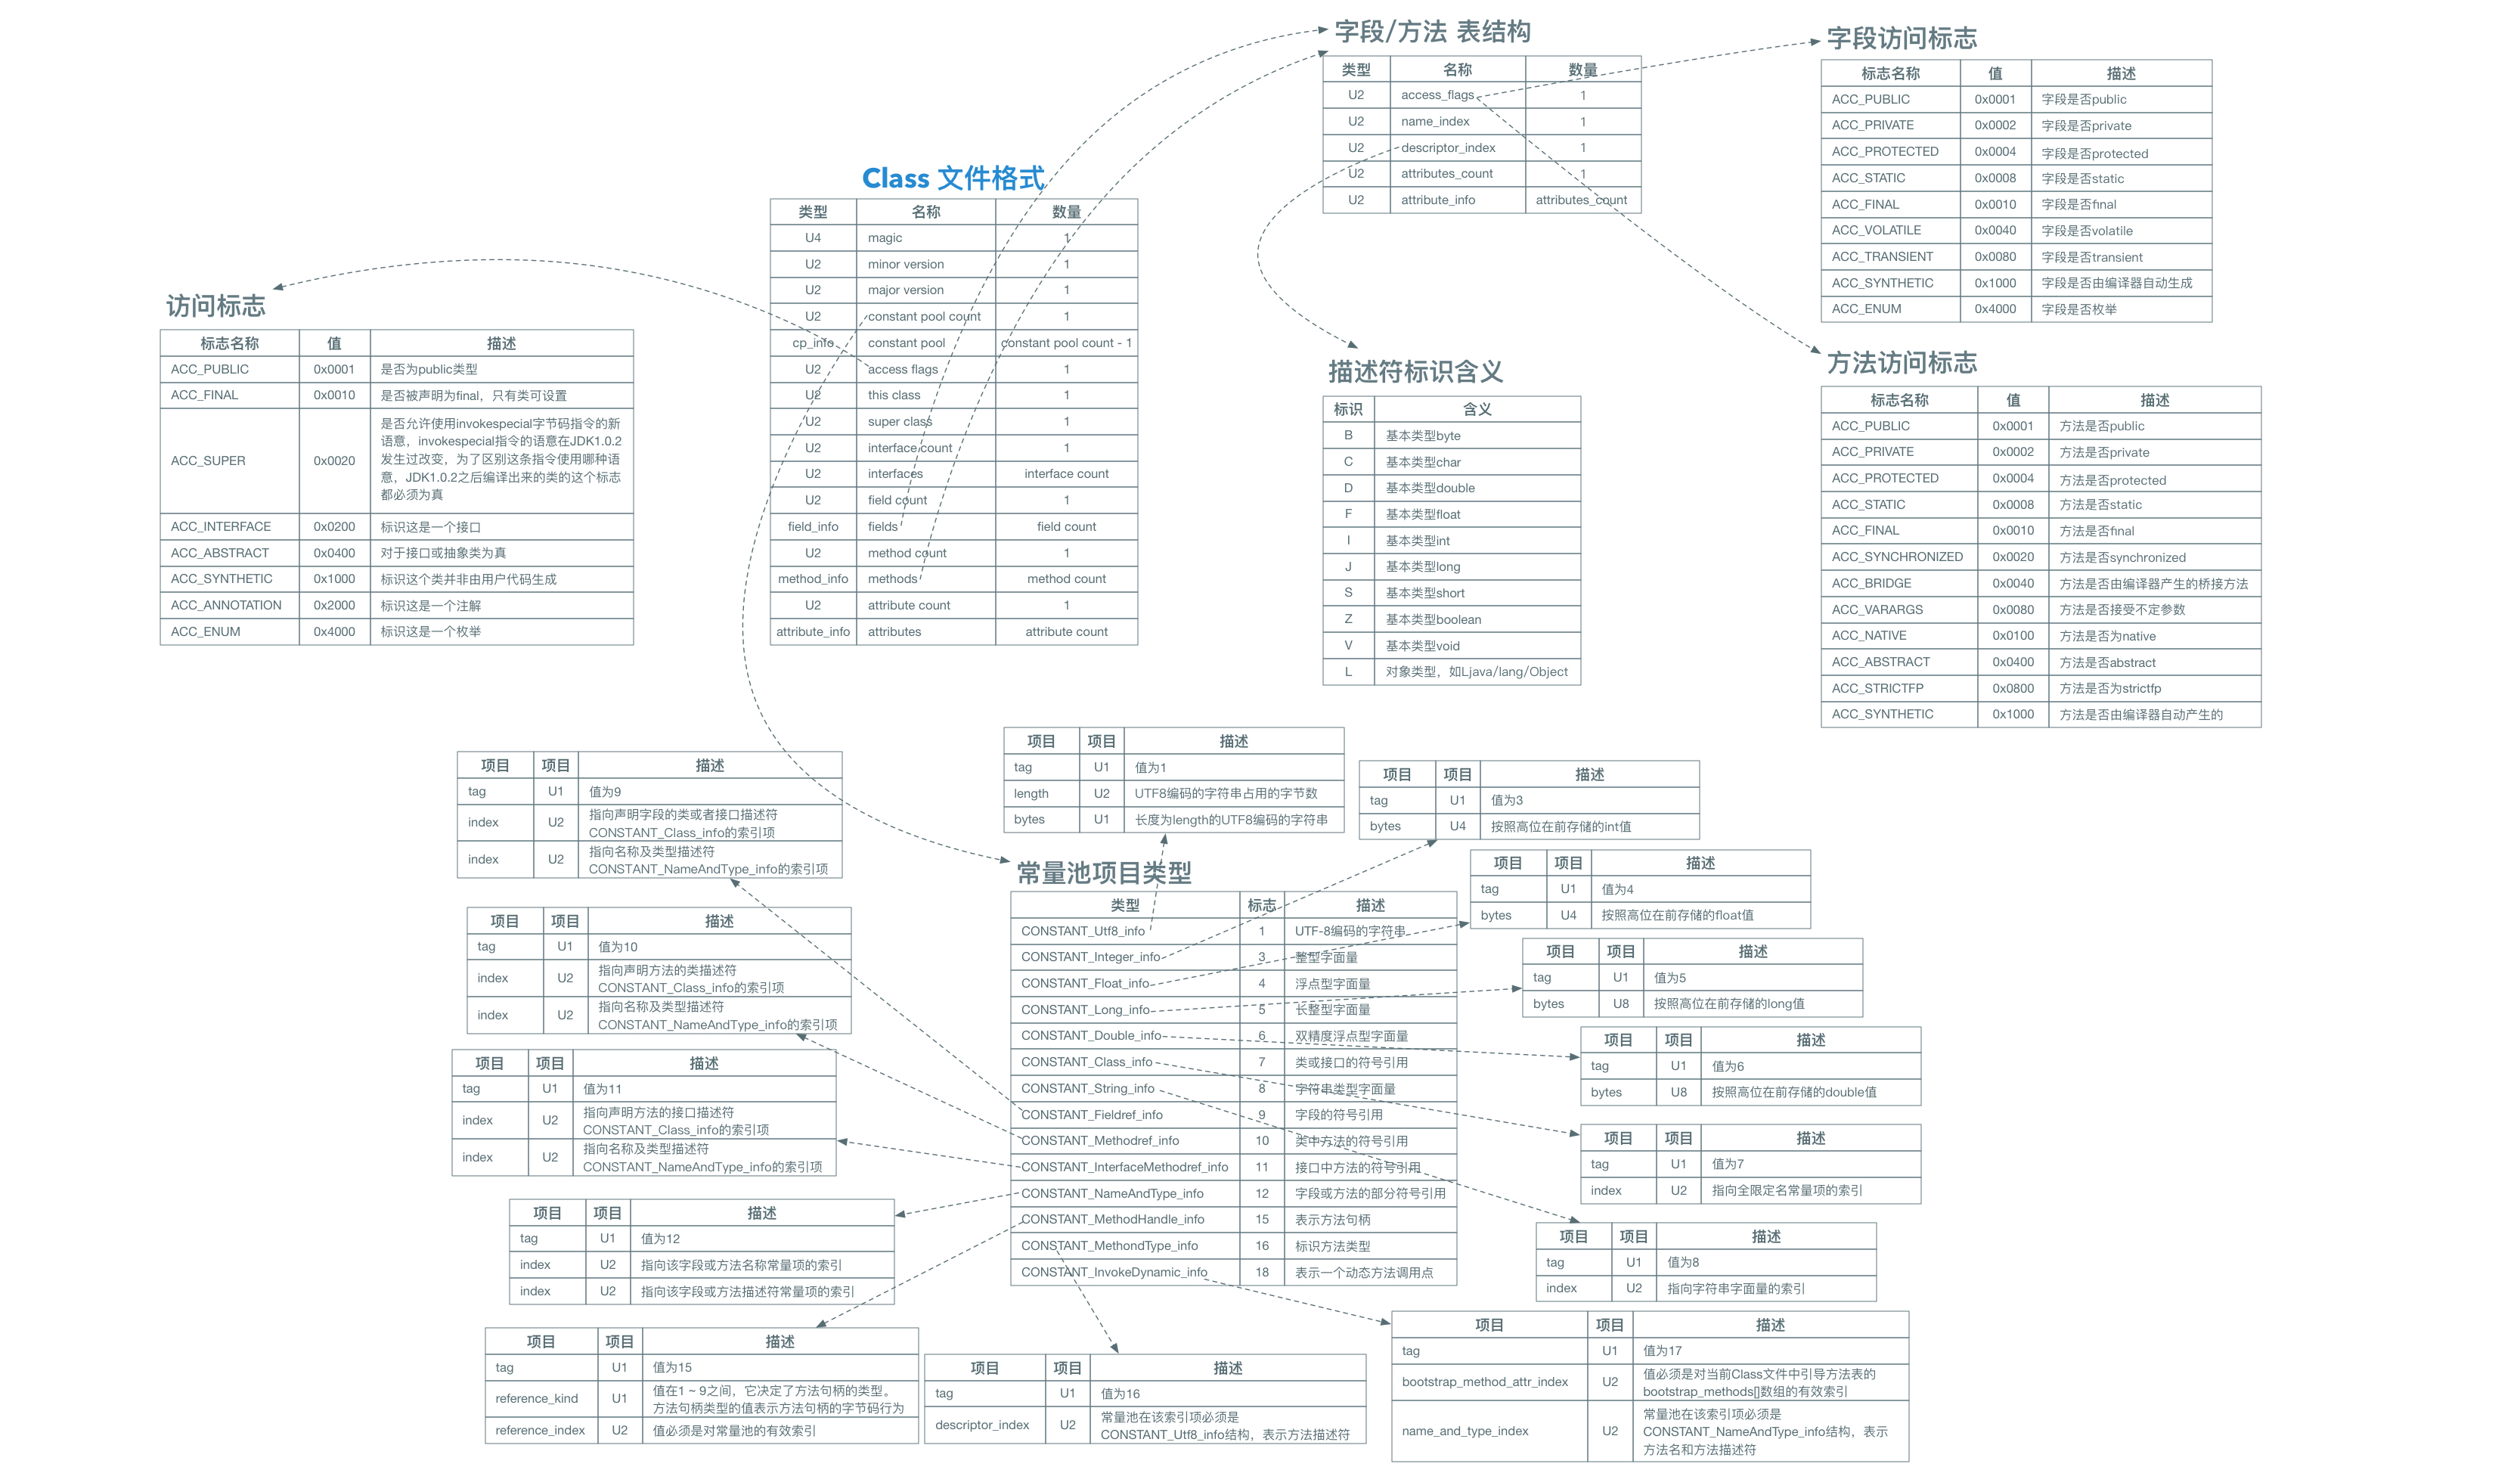 字段/方法 表结构
类型 名称 数量
U2 access_flags 1
U2 name_index 1
U2 descriptor_index 1
U2 attributes_count 1
U2 attribute_info attributes_count
字段访问标志
标志名称 值 描述
ACC_PUBLIC 0x0001 字段是否public
ACC_PRIVATE 0x0002 字段是否private
ACC_PROTECTED 0x0004 字段是否protected
ACC_STATIC 0x0008 字段是否static
ACC_FINAL 0x0010 字段是否final
ACC_VOLATILE 0x0040 字段是否volatile
ACC_TRANSIENT 0x0080 字段是否transient
ACC_SYNTHETIC 0x1000 字段是否由编译器自动生成
ACC_ENUM 0x4000 字段是否枚举
Class 文件格式
类型 名称 数量
U4 magic 1
U2 minor version 1
U2 major version 1
U2 constant pool count 1
cp_info constant pool constant pool count - 1
U2 access flags 1
U2 this class 1
U2 super class 1
U2 interface count 1
U2 interfaces interface count
U2 field count 1
field_info fields field count
U2 method count 1
method_info methods method count
U2 attribute count 1
attribute_info attributes attribute count
访问标志
标志名称 值 描述
ACC_PUBLIC 0x0001 是否为public类型
ACC_FINAL 0x0010 是否被声明为final，只有类可设置
ACC_SUPER 0x0020 是否允许使用invokespecial字节码指令的新
语意，invokespecial指令的语意在JDK1.0.2
发生过改变，为了区别这条指令使用哪种语
意，JDK1.0.2之后编译出来的类的这个标志
都必须为真
ACC_INTERFACE 0x0200 标识这是一个接口
ACC_ABSTRACT 0x0400 对于接口或抽象类为真
ACC_SYNTHETIC 0x1000 标识这个类并非由用户代码生成
ACC_ANNOTATION 0x2000 标识这是一个注解
ACC_ENUM 0x4000 标识这是一个枚举
描述符标识含义
标识 含义
B 基本类型byte
C 基本类型char
D 基本类型double
F 基本类型float
I 基本类型int
J 基本类型long
S 基本类型short
Z 基本类型boolean
V 基本类型void
L 对象类型，如Ljava/lang/Object
方法访问标志
标志名称 值 描述
ACC_PUBLIC 0x0001 方法是否public
ACC_PRIVATE 0x0002 方法是否private
ACC_PROTECTED 0x0004 方法是否protected
ACC_STATIC 0x0008 方法是否static
ACC_FINAL 0x0010 方法是否final
ACC_SYNCHRONIZED 0x0020 方法是否synchronized
ACC_BRIDGE 0x0040 方法是否由编译器产生的桥接方法
ACC_VARARGS 0x0080 方法是否接受不定参数
ACC_NATIVE 0x0100 方法是否为native
ACC_ABSTRACT 0x0400 方法是否abstract
ACC_STRICTFP 0x0800 方法是否为strictfp
ACC_SYNTHETIC 0x1000 方法是否由编译器自动产生的
项目 项目 描述
tag U1 值为1
length U2 UTF8编码的字符串占用的字节数
bytes U1 长度为length的UTF8编码的字符串
项目 项目 描述
tag U1 值为3
bytes U4 按照高位在前存储的int值
项目 项目 描述
tag U1 值为4
bytes U4 按照高位在前存储的float值
项目 项目 描述
tag U1 值为5
bytes U8 按照高位在前存储的long值
项目 项目 描述
tag U1 值为6
bytes U8 按照高位在前存储的double值
项目 项目 描述
tag U1 值为7
index U2 指向全限定名常量项的索引
项目 项目 描述
tag U1 值为8
index U2 指向字符串字面量的索引
常量池项目类型
类型 标志 描述
CONSTANT_Utf8_info 1 UTF-8编码的字符串
CONSTANT_Integer_info 3 整型字面量
CONSTANT_Float_info 4 浮点型字面量
CONSTANT_Long_info 5 长整型字面量
CONSTANT_Double_info 6 双精度浮点型字面量
CONSTANT_Class_info 7 类或接口的符号引用
CONSTANT_String_info 8 字符串类型字面量
CONSTANT_Fieldref_info 9 字段的符号引用
CONSTANT_Methodref_info 10 类中方法的符号引用
CONSTANT_InterfaceMethodref_info 11 接口中方法的符号引用
CONSTANT_NameAndType_info 12 字段或方法的部分符号引用
CONSTANT_MethodHandle_info 15 表示方法句柄
CONSTANT_MethondType_info 16 标识方法类型
CONSTANT_InvokeDynamic_info 18 表示一个动态方法调用点
项目 项目 描述
tag U1 值为9
index U2 指向声明字段的类或者接口描述符
CONSTANT_Class_info的索引项
index U2 指向名称及类型描述符
CONSTANT_NameAndType_info的索引项
项目 项目 描述
tag U1 值为10
index U2 指向声明方法的类描述符
CONSTANT_Class_info的索引项
index U2 指向名称及类型描述符
CONSTANT_NameAndType_info的索引项
项目 项目 描述
tag U1 值为11
index U2 指向声明方法的接口描述符
CONSTANT_Class_info的索引项
index U2 指向名称及类型描述符
CONSTANT_NameAndType_info的索引项
项目 项目 描述
tag U1 值为12
index U2 指向该字段或方法名称常量项的索引
index U2 指向该字段或方法描述符常量项的索引
项目 项目 描述
tag U1 值为15
reference_kind U1 值在1 ~ 9之间，它决定了方法句柄的类型。
方法句柄类型的值表示方法句柄的字节码行为
reference_index U2 值必须是对常量池的有效索引
项目 项目 描述
tag U1 值为16
descriptor_index U2 常量池在该索引项必须是
CONSTANT_Utf8_info结构，表示方法描述符
项目 项目 描述
tag U1 值为17
bootstrap_method_attr_index U2 值必须是对当前Class文件中引导方法表的
bootstrap_methods[]数组的有效索引
name_and_type_index U2 常量池在该索引项必须是
CONSTANT_NameAndType_info结构，表示
方法名和方法描述符